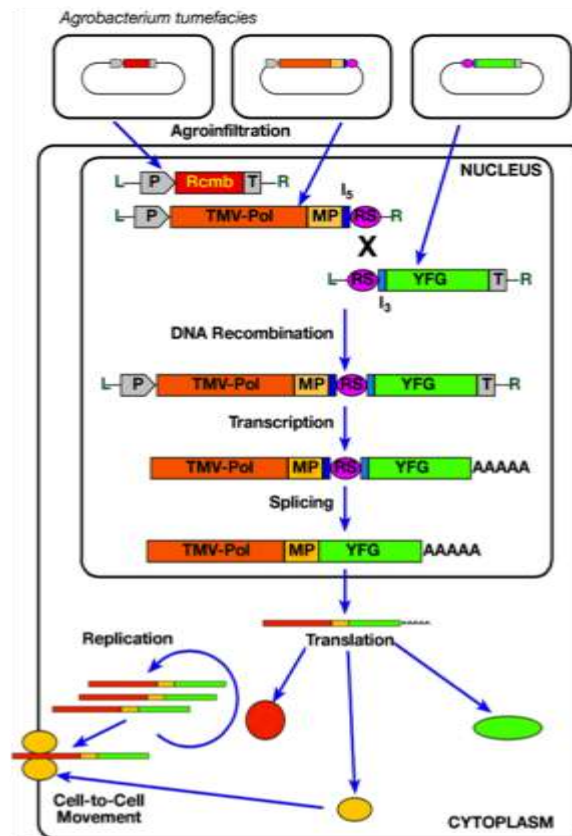 Agrobacterium tumefacies
Agroinfiltration
NUCLEUS
L P Rcmb T R
I5
L P TMV-Pol MP RS R
X
L RS YFG T R
I3
DNA Recombination
L P TMV-Pol MP RS YFG T R
Transcription
TMV-Pol MP RS YFG AAAAA
Splicing
TMV-Pol MP YFG AAAAA
AAAAA
Replication
Translation
Cell-to-Cell
Movement
CYTOPLASM